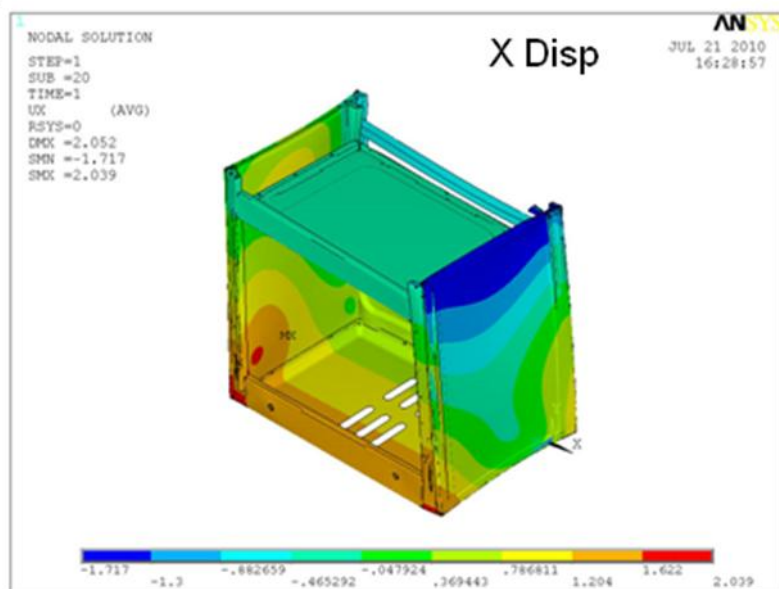 1
ANSYS
NODAL SOLUTION
X Disp
JUL 21 2010
16:28:57
STEP=1
SUB =20
TIME=1
UX (AVG)
RSYS=0
DMX =2.052
SMN =-1.717
SMX =2.039
MX
X
-1.717 -.882659 -.047924 .786811 1.622
-1.3 -.465292 .369443 1.204 2.039